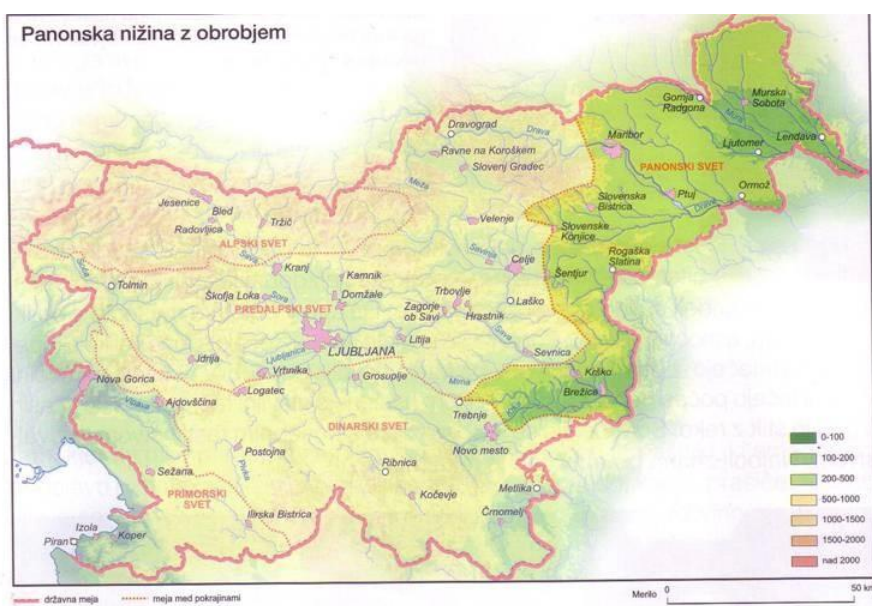 Panonska nižina z obrobjem
Murska
Sobota
Gornja
Radgona
Mura
Lendava
Ljutomer
Dravograd
Drava
Maribor
Ravne na Koroškem
Slovenj Gradec
PANONSKI SVET
Meža
Ptuj
Ormož
Drava
Slovenska
Bistrica
Jesenice
Bled
Tržič
Radovljica
Velenje
Slovenske
Konjice
ALPSKI SVET
Rogaška
Slatina
Savinja
Celje
Šentjur
Soča
Sava
Kranj
Kamnik
Tolmin
Škofja Loka
Sora
Domžale
Trbovlje
Laško
PREDALPSKI SVET
Zagorje
ob Savi
Hrastnik
Litija
Sava
LJUBLJANA
Sevnica
Idrija
Ljubljanica
Vrhnika
Grosuplje
Mirna
Krško
Nova Gorica
Logatec
Brežice
Vipava
Ajdovščina
Trebnje
DINARSKI SVET
Novo mesto
Postojna
Ribnica
Sežana
Pivka
Metlika
PRIMORSKI
SVET
Kočevje
Črnomelj
Ilirska Bistrica
Izola
Piran
Koper
0-100
100-200
200-500
500-1000
1000-1500
1500-2000
nad 2000
državna meja
meja med pokrajinami
Merilo
0
50 km